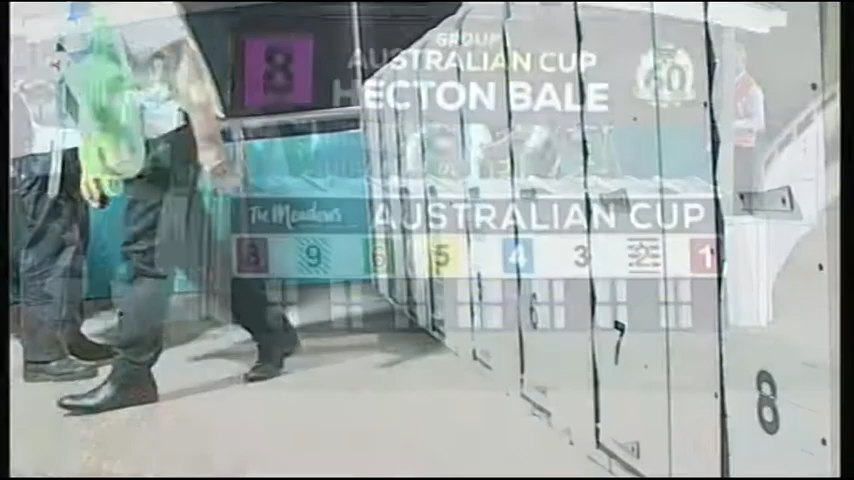 GROUP
8 AUSTRALIAN CUP 60
HECTON BALE
The Meadows AUSTRALIAN CUP
8 9 6 5 4 3 2 1
6
8